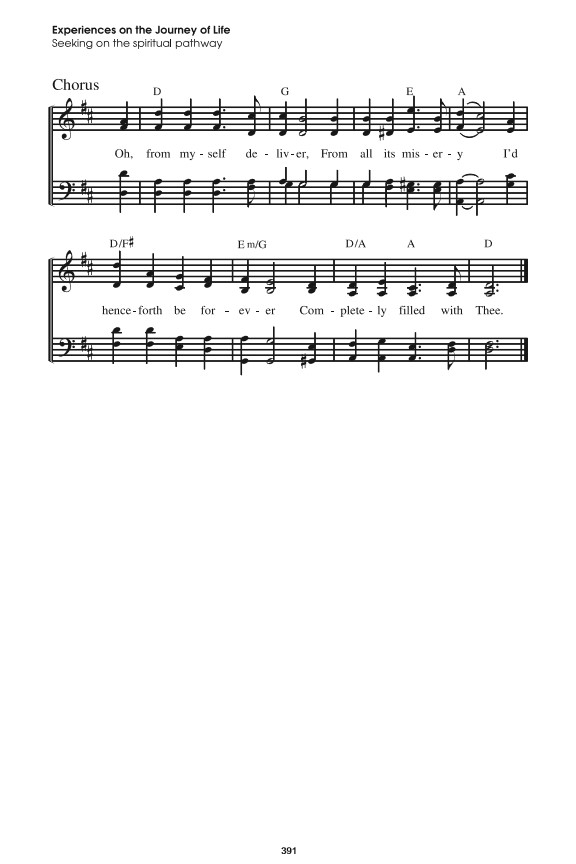 Experiences on the Journey of Life
Seeking on the spiritual pathway
Chorus
D G E A
Oh, from my - self de - liv - er, From all its mis - er - y I'd
D/F# Em/G D/A A D
hence - forth be for - ev - er Com - plete - ly filled with Thee.
391